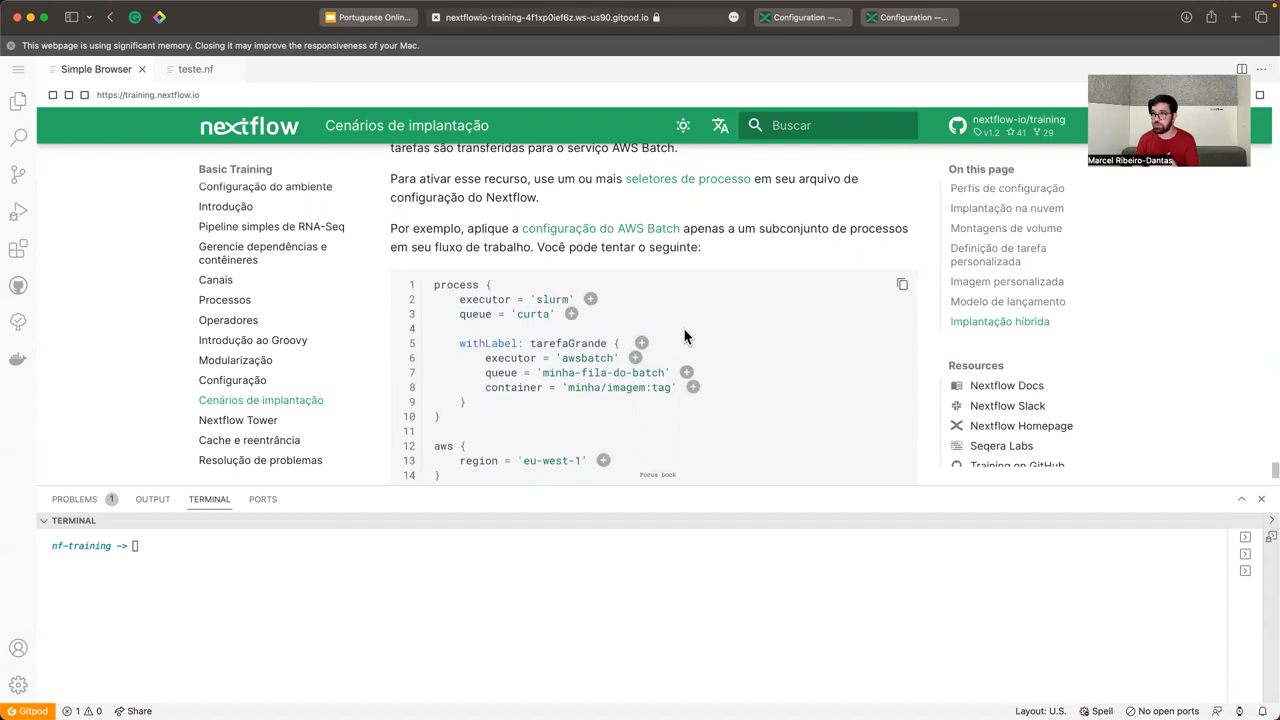 Portuguese Online...
nextflowio-training-4f1xp0ief6z.ws-us90.gitpod.io
Configuration —...
Configuration —...
This webpage is using significant memory. Closing it may improve the responsiveness of your Mac.
Simple Browser
teste.nf
https://training.nextflow.io
nextflow
Cenários de implantação
Buscar
nextflow-io/training
v1.2 41 29
Marcel Ribeiro-Dantas
Basic Training
Configuração do ambiente
Introdução
Pipeline simples de RNA-Seq
Gerencie dependências e
contêineres
Canais
Processos
Operadores
Introdução ao Groovy
Modularização
Configuração
Cenários de implantação
Nextflow Tower
Cache e reentrância
Resolução de problemas
tarefas são transferidas para o serviço AWS Batch.
Para ativar esse recurso, use um ou mais seletores de processo em seu arquivo de
configuração do Nextflow.
Por exemplo, aplique a configuração do AWS Batch apenas a um subconjunto de processos
em seu fluxo de trabalho. Você pode tentar o seguinte:
1 process {
2 executor = 'slurm'
3 queue = 'curta'
4
5 withLabel: tarefaGrande {
6 executor = 'awsbatch'
7 queue = 'minha-fila-do-batch'
8 container = 'minha/imagem:tag'
9 }
10 }
11
12 aws {
13 region = 'eu-west-1'
14 }
Focus Lock
On this page
Perfis de configuração
Implantação na nuvem
Montagens de volume
Definição de tarefa
personalizada
Imagem personalizada
Modelo de lançamento
Implantação híbrida
Resources
Nextflow Docs
Nextflow Slack
Nextflow Homepage
Seqera Labs
Training on GitHub
PROBLEMS 1 OUTPUT TERMINAL PORTS
TERMINAL
nf-training ->
Gitpod 1 0 Share
Layout: U.S. Spell No open ports